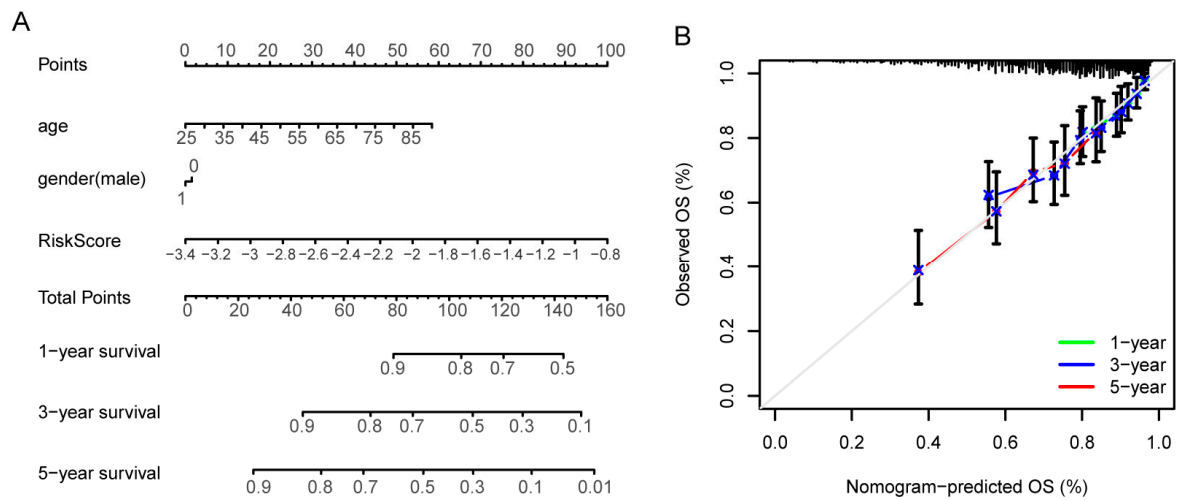 A
Points
0 10 20 30 40 50 60 70 80 90 100
age
25 35 45 55 65 75 85
gender(male)
0
1
RiskScore
−3.4 −3.2 −3 −2.8 −2.6 −2.4 −2.2 −2 −1.8 −1.6 −1.4 −1.2 −1 −0.8
Total Points
0 20 40 60 80 100 120 140 160
1−year survival
0.9 0.8 0.7 0.5
3−year survival
0.9 0.8 0.7 0.5 0.3 0.1
5−year survival
0.9 0.8 0.7 0.5 0.3 0.1 0.01
B
Observed OS (%)
1.0
0.8
0.6
0.4
0.2
0.0
1−year
3−year
5−year
0.0 0.2 0.4 0.6 0.8 1.0
Nomogram−predicted OS (%)